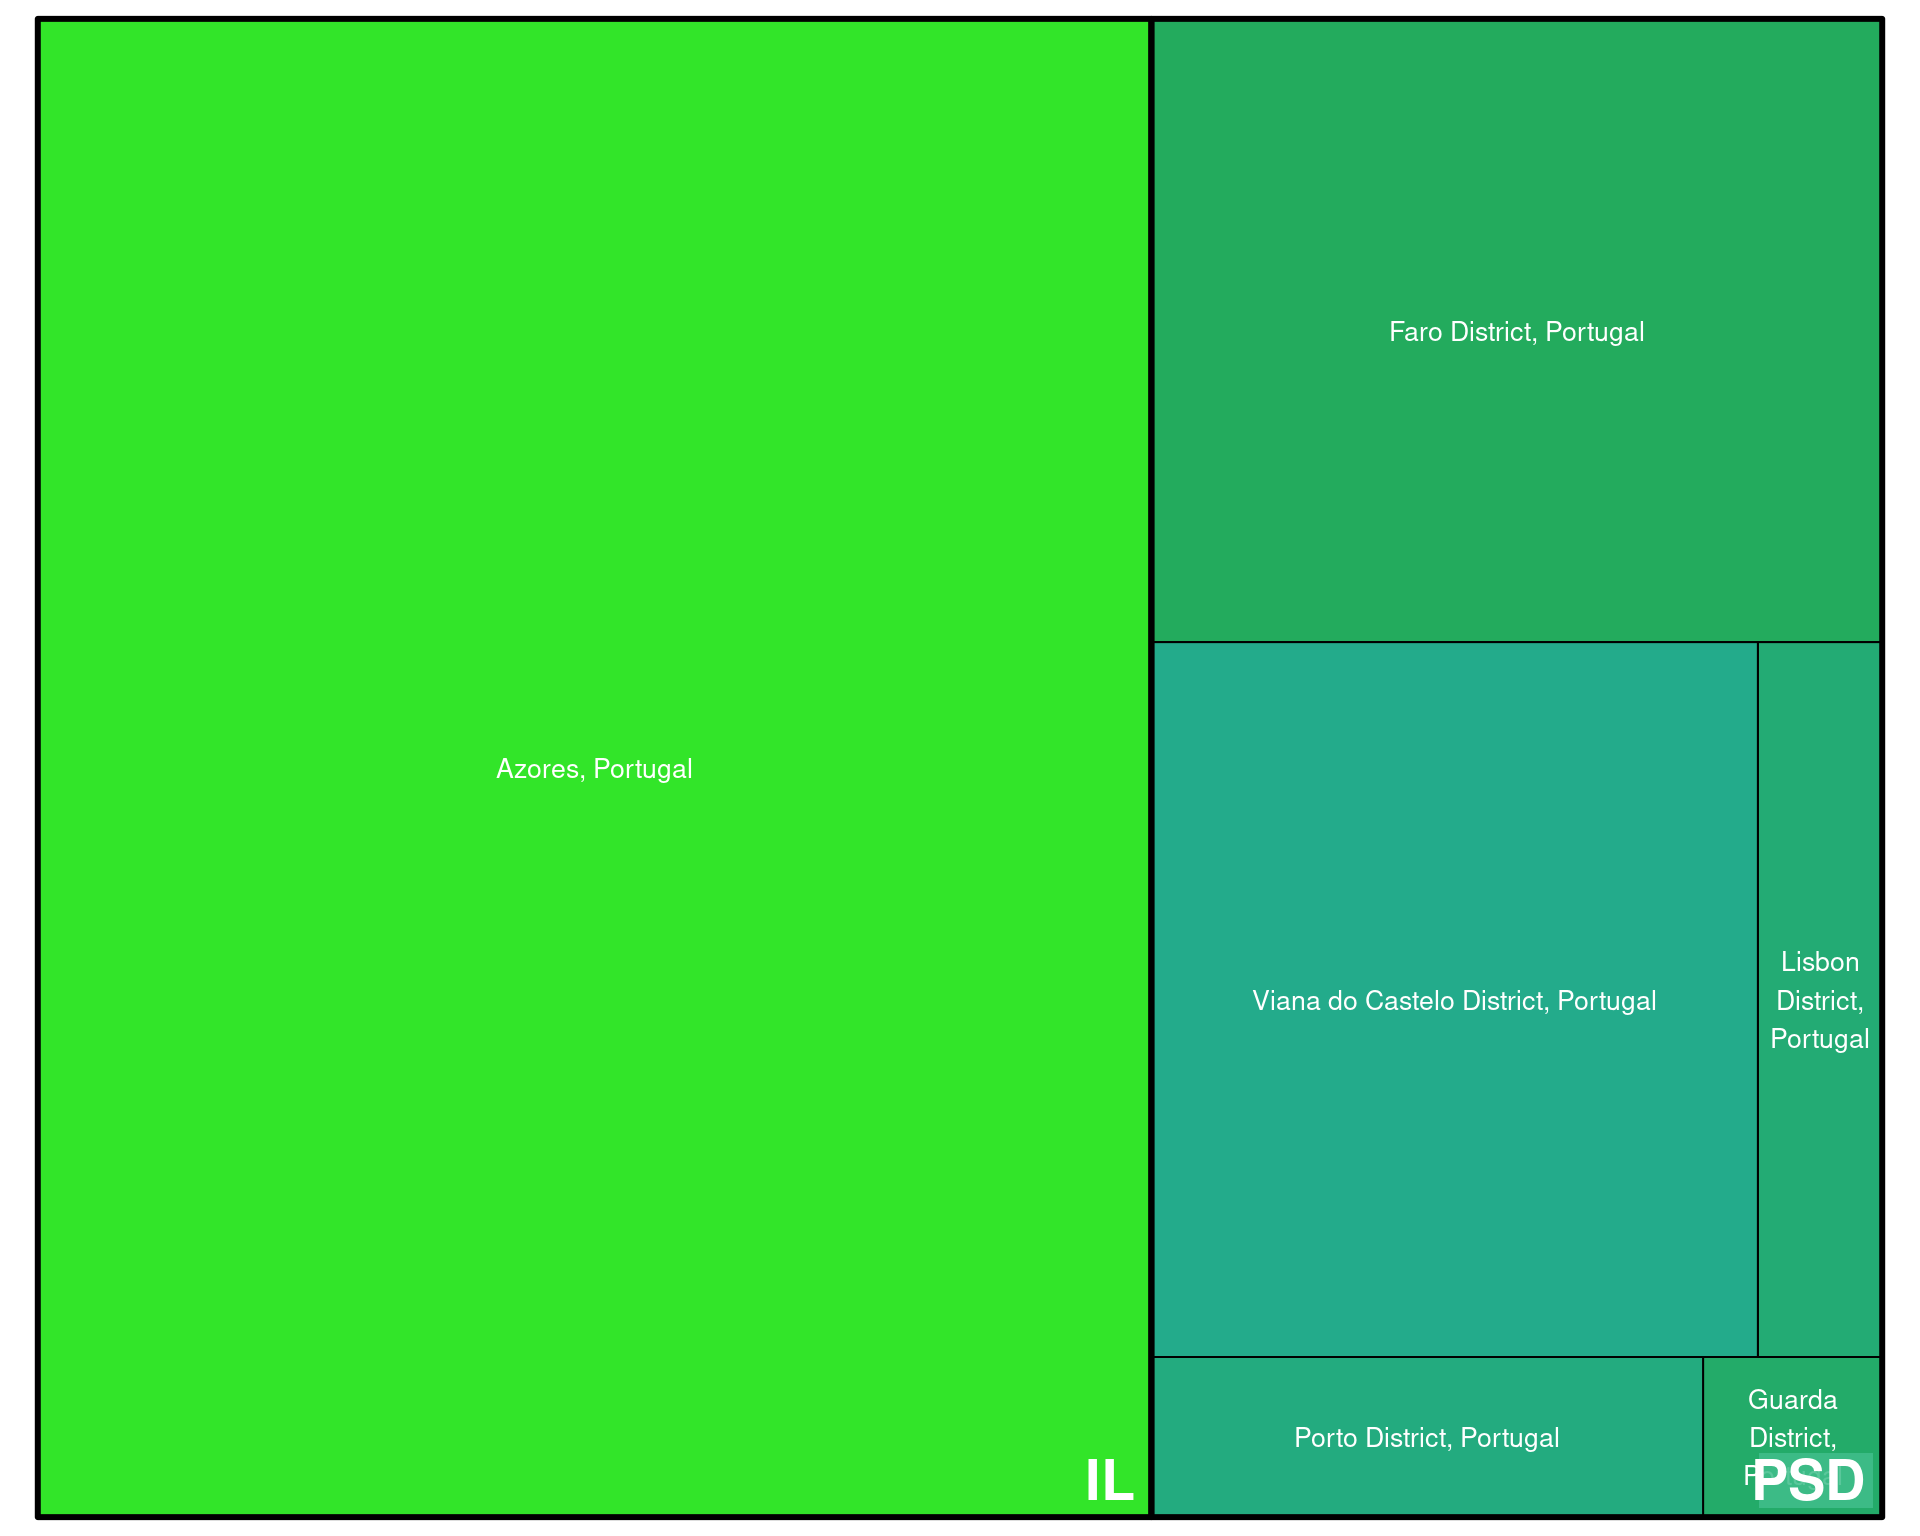 Faro District, Portugal
Azores, Portugal
Lisbon
District,
Portugal
Viana do Castelo District, Portugal
Guarda
District,
Porto District, Portugal
IL
PSD